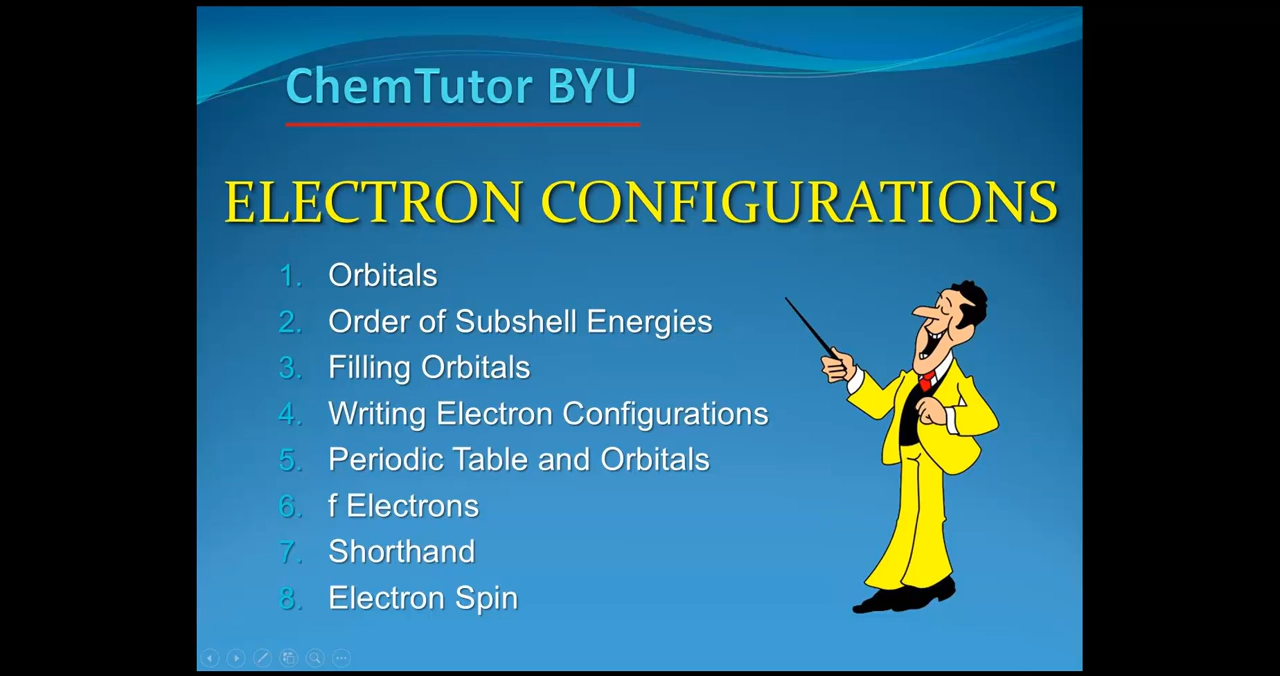 ChemTutor BYU
ELECTRON CONFIGURATIONS
1. Orbitals
2. Order of Subshell Energies
3. Filling Orbitals
4. Writing Electron Configurations
5. Periodic Table and Orbitals
6. f Electrons
7. Shorthand
8. Electron Spin